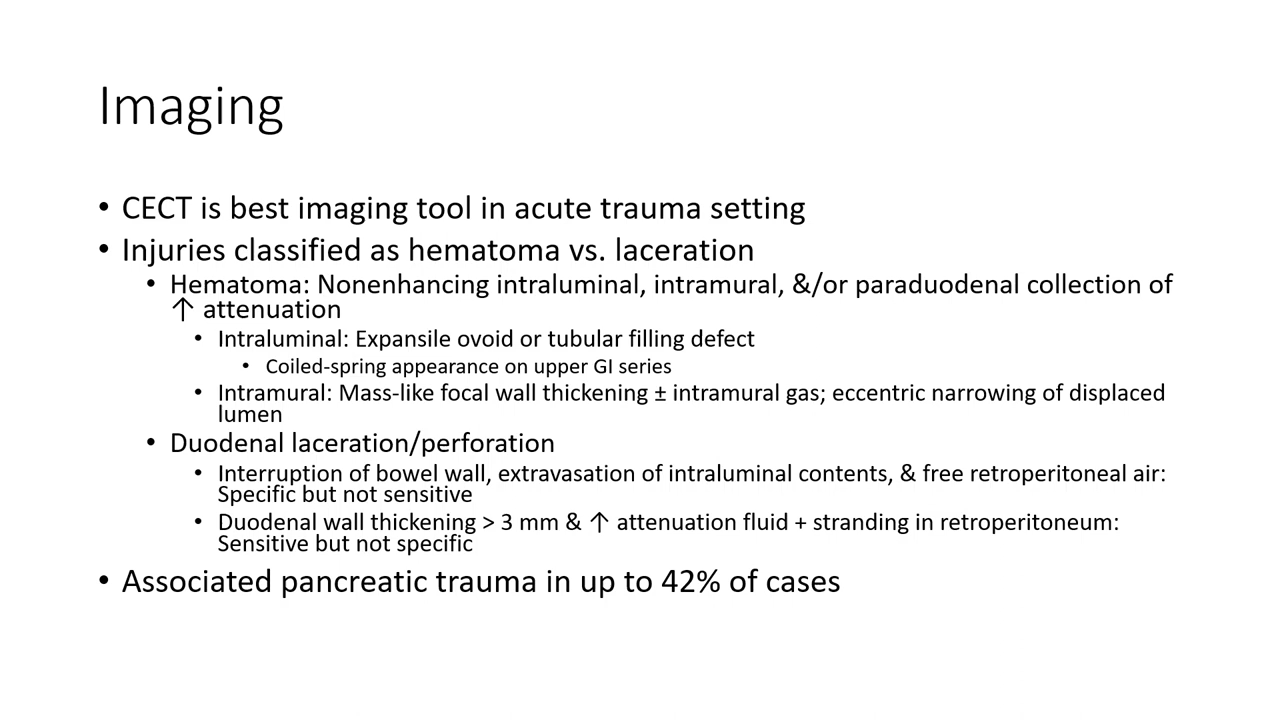 Imaging
• CECT is best imaging tool in acute trauma setting
• Injuries classified as hematoma vs. laceration
• Hematoma: Nonenhancing intraluminal, intramural, &/or paraduodenal collection of
↑ attenuation
• Intraluminal: Expansile ovoid or tubular filling defect
• Coiled-spring appearance on upper GI series
• Intramural: Mass-like focal wall thickening ± intramural gas; eccentric narrowing of displaced
lumen
• Duodenal laceration/perforation
• Interruption of bowel wall, extravasation of intraluminal contents, & free retroperitoneal air:
Specific but not sensitive
• Duodenal wall thickening > 3 mm & ↑ attenuation fluid + stranding in retroperitoneum:
Sensitive but not specific
• Associated pancreatic trauma in up to 42% of cases